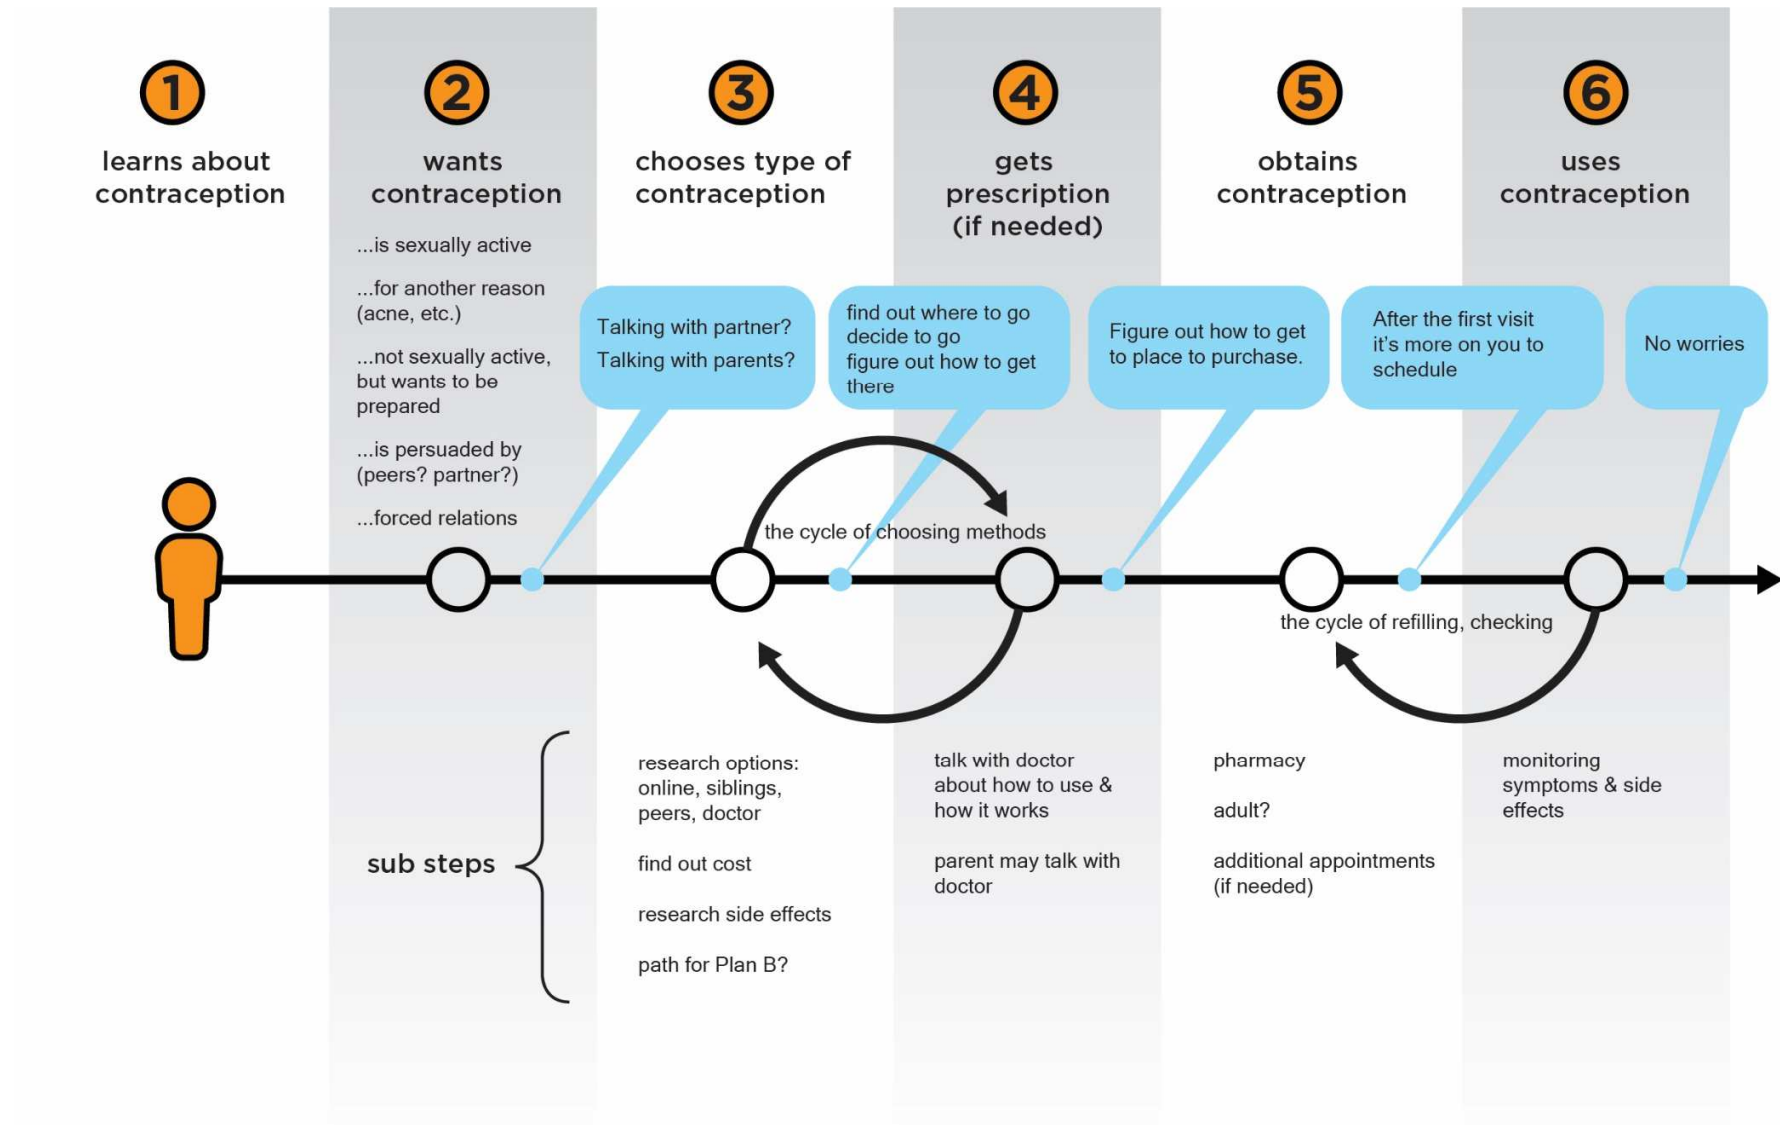 1
learns about
contraception
2
wants
contraception
...is sexually active
...for another reason
(acne, etc.)
...not sexually active,
but wants to be
prepared
...is persuaded by
(peers? partner?)
...forced relations
3
chooses type of
contraception
4
gets
prescription
(if needed)
5
obtains
contraception
6
uses
contraception
Talking with partner?
Talking with parents?
find out where to go
decide to go
figure out how to get
there
Figure out how to get
to place to purchase.
After the first visit
it's more on you to
schedule
No worries
the cycle of choosing methods
the cycle of refilling, checking
sub steps
research options:
online, siblings,
peers, doctor
find out cost
research side effects
path for Plan B?
talk with doctor
about how to use &
how it works
parent may talk with
doctor
pharmacy
adult?
additional appointments
(if needed)
monitoring
symptoms & side
effects